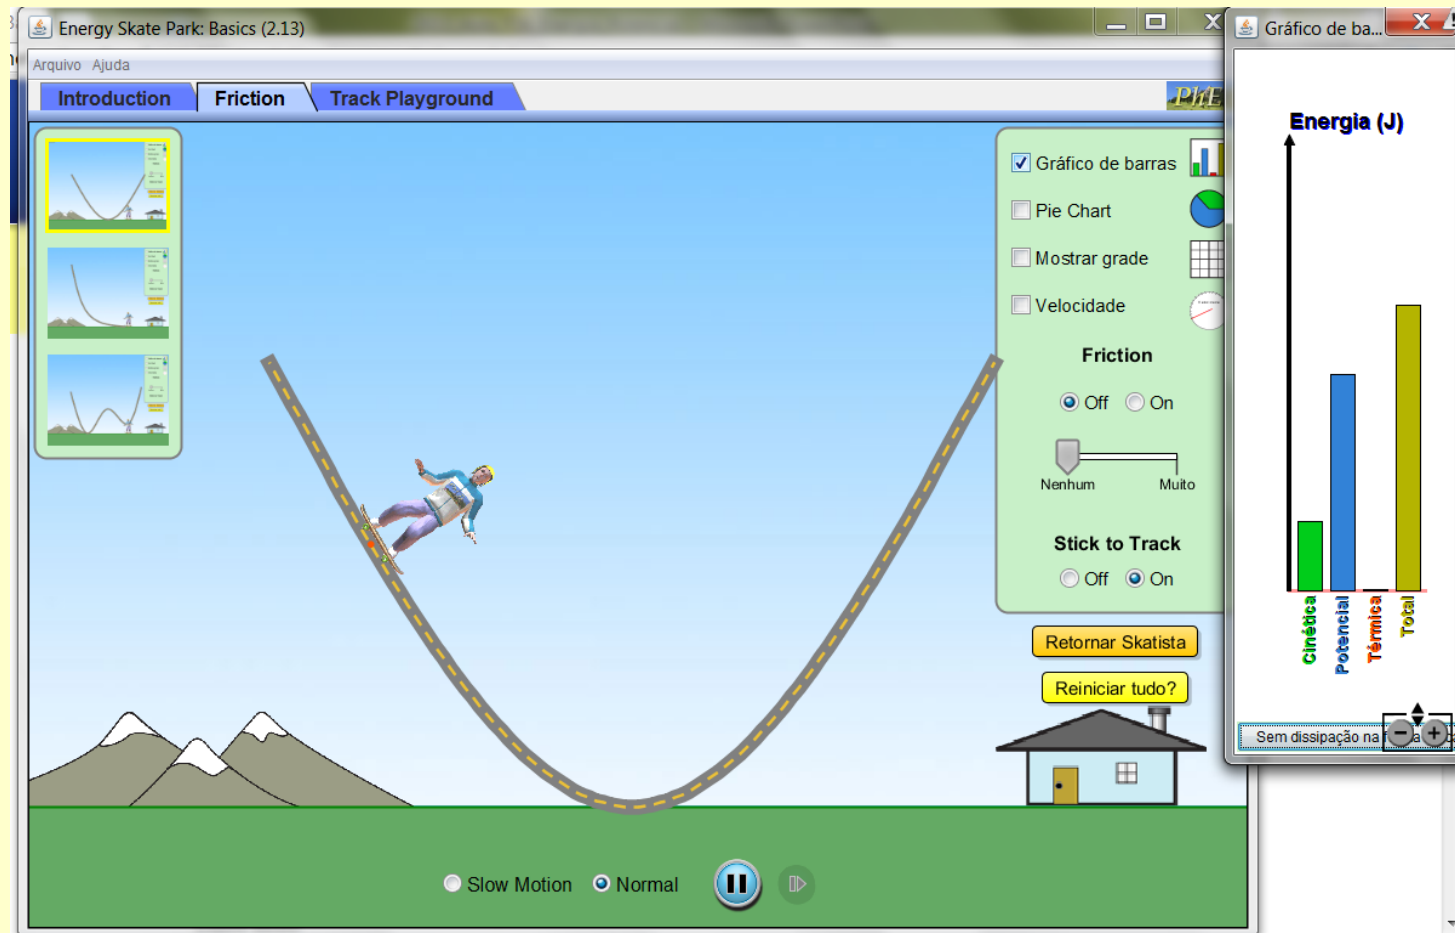 Energy Skate Park: Basics (2.13)
Arquivo Ajuda
Introduction
Friction
Track Playground
Gráfico de barras
Pie Chart
Mostrar grade
Velocidade
Friction
Off On
Nenhum Muito
Stick to Track
Off On
Retornar Skatista
Reiniciar tudo?
Slow Motion Normal
Gráfico de ba...
Energia (J)
Cinética
Potencial
Térmica
Total
Sem dissipação na